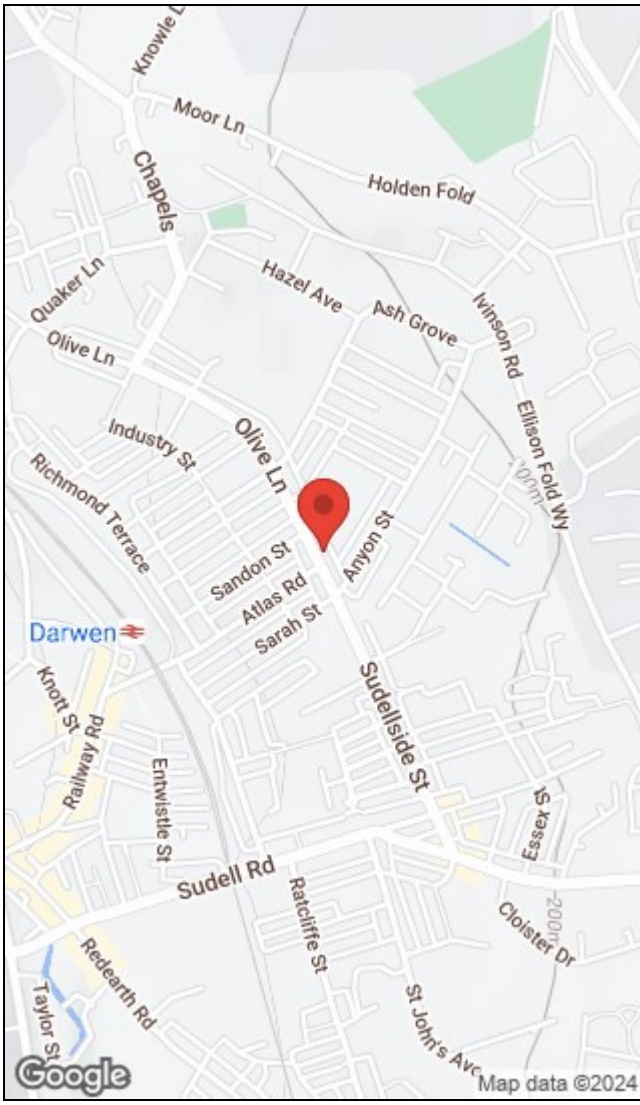 Knowle L
Moor Ln
Chapels
Holden Fold
Quaker Ln
Hazel Ave
Ash Grove
Ivinson Rd
Olive Ln
Industry St
Olive Ln
Ellison Fold Wy
200m
Richmond Terrace
Sandon St
Anyon St
Atlas Rd
Sarah St
Darwen
Knott St
Railway Rd
Sudellside St
Entwistle St
Essex St
Sudell Rd
Ratcliffe St
Cloister Dr
200m
Redearth Rd
Taylor St
St John's Ave
Google
Map data ©2024